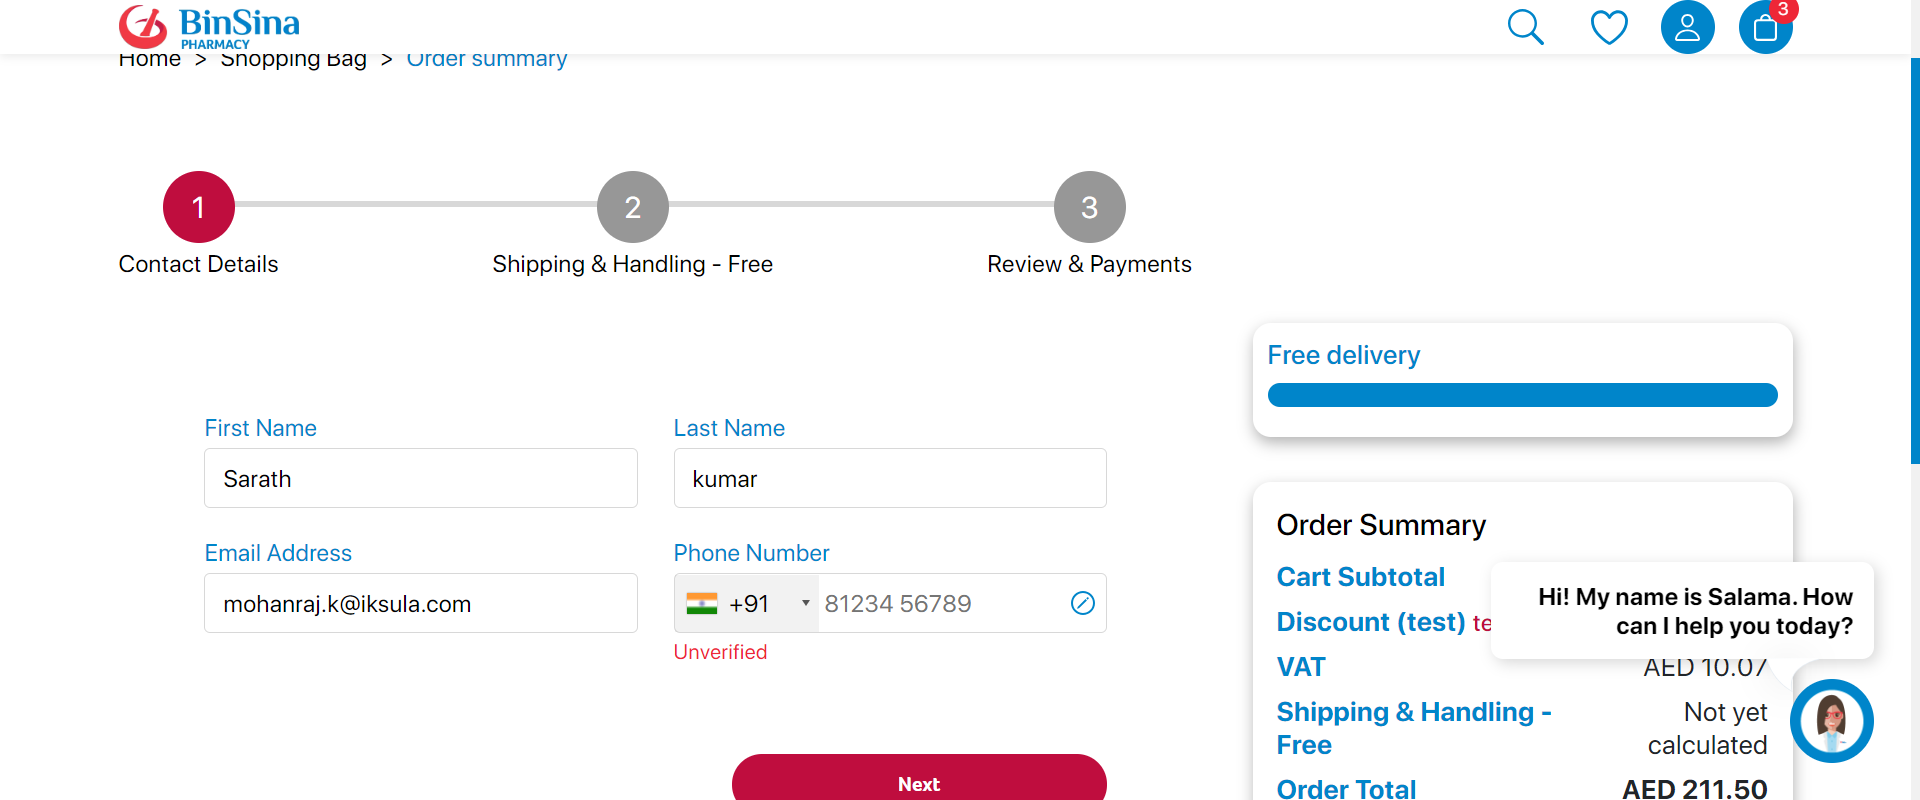 BinSina
PHARMACY
3
Home > Shopping Bag > Order summary
1
2
3
Contact Details
Shipping & Handling - Free
Review & Payments
Free delivery
First Name
Last Name
Sarath
kumar
Email Address
Phone Number
mohanraj.k@iksula.com
+91
81234 56789
Unverified
Next
Order Summary
Cart Subtotal
Discount (test) te
VAT
AED 10.07
Shipping & Handling -
Free
Not yet
calculated
Order Total
AED 211.50
Hi! My name is Salama. How
can I help you today?